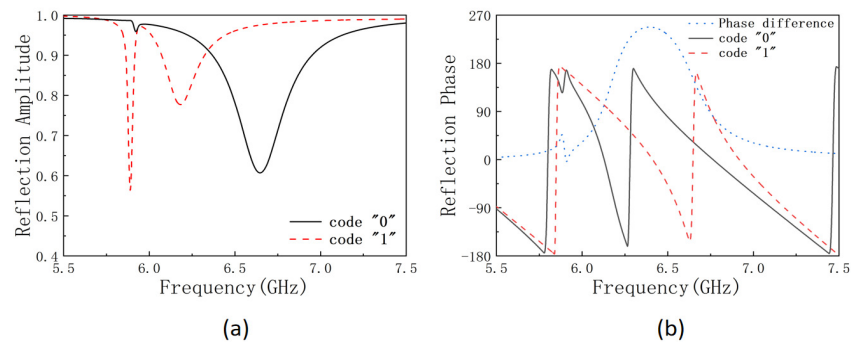 1.0
0.9
0.8
0.7
0.6
0.5
0.4
Reflection Amplitude
code "0"
code "1"
5.5 6.0 6.5 7.0 7.5
Frequency(GHz)
(a)
270
180
90
0
-90
-180
Reflection Phase
Phase difference
code "0"
code "1"
5.5 6.0 6.5 7.0 7.5
Frequency(GHz)
(b)